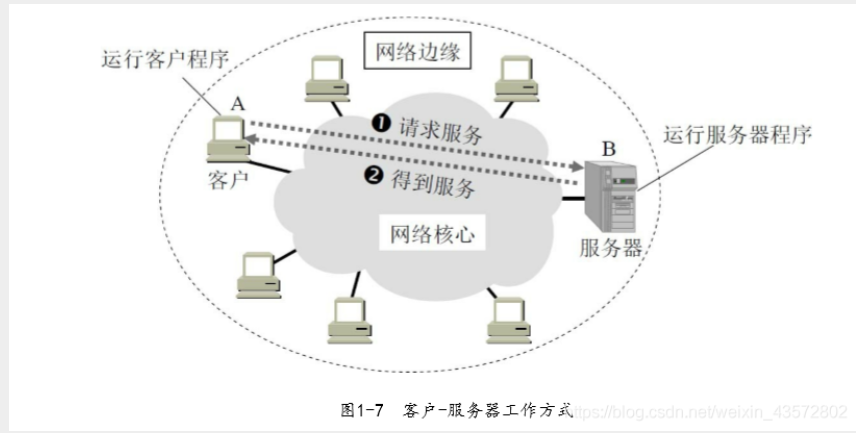 网络边缘
运行客户程序
A
❶ 请求服务
B
运行服务器程序
❷ 得到服务
客户
网络核心
服务器
图1-7 客户-服务器工作方式
https://blog.csdn.net/weixin_43572802